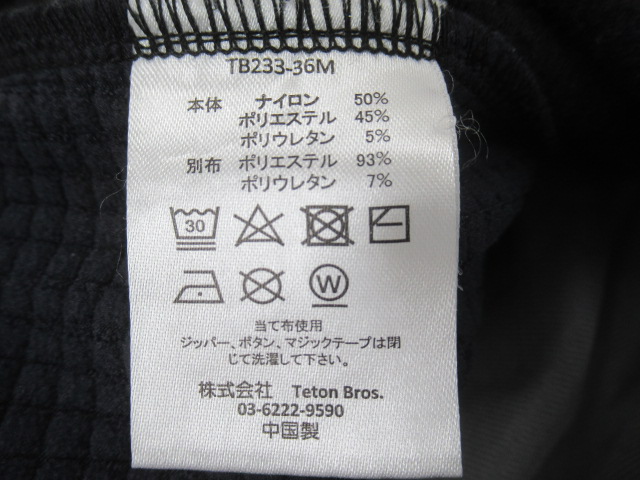 TB233-36M
本体 ナイロン 50%
ポリエステル 45%
ポリウレタン 5%
別布 ポリエステル 93%
ポリウレタン 7%
30
W
当て布使用
ジッパー、ボタン、マジックテープは閉
じて洗濯して下さい。
株式会社 Teton Bros.
03-6222-9590
中国製